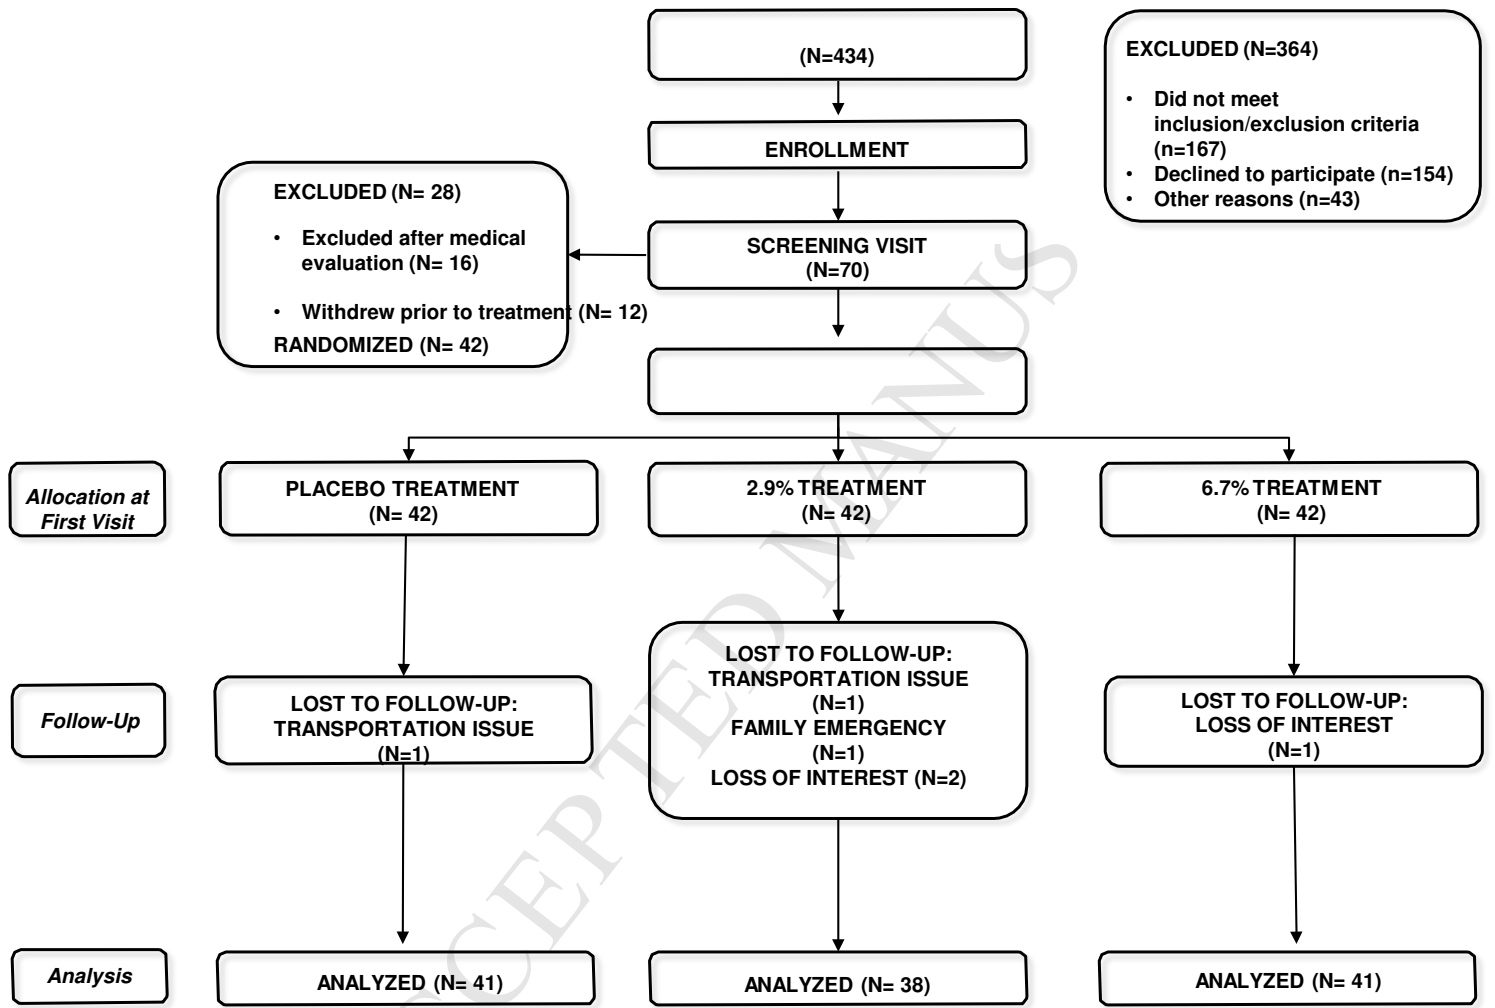 (N=434)
EXCLUDED (N=364)
• Did not meet
inclusion/exclusion criteria
(n=167)
• Declined to participate (n=154)
• Other reasons (n=43)
ENROLLMENT
EXCLUDED (N= 28)
• Excluded after medical
evaluation (N= 16)
• Withdrew prior to treatment (N= 12)
RANDOMIZED (N= 42)
SCREENING VISIT
(N=70)
Allocation at
First Visit
PLACEBO TREATMENT
(N= 42)
2.9% TREATMENT
(N= 42)
6.7% TREATMENT
(N= 42)
Follow-Up
LOST TO FOLLOW-UP:
TRANSPORTATION ISSUE
(N=1)
LOST TO FOLLOW-UP:
TRANSPORTATION ISSUE
(N=1)
FAMILY EMERGENCY
(N=1)
LOSS OF INTEREST (N=2)
LOST TO FOLLOW-UP:
LOSS OF INTEREST
(N=1)
Analysis
ANALYZED (N= 41)
ANALYZED (N= 38)
ANALYZED (N= 41)
CCEPTED MANUS